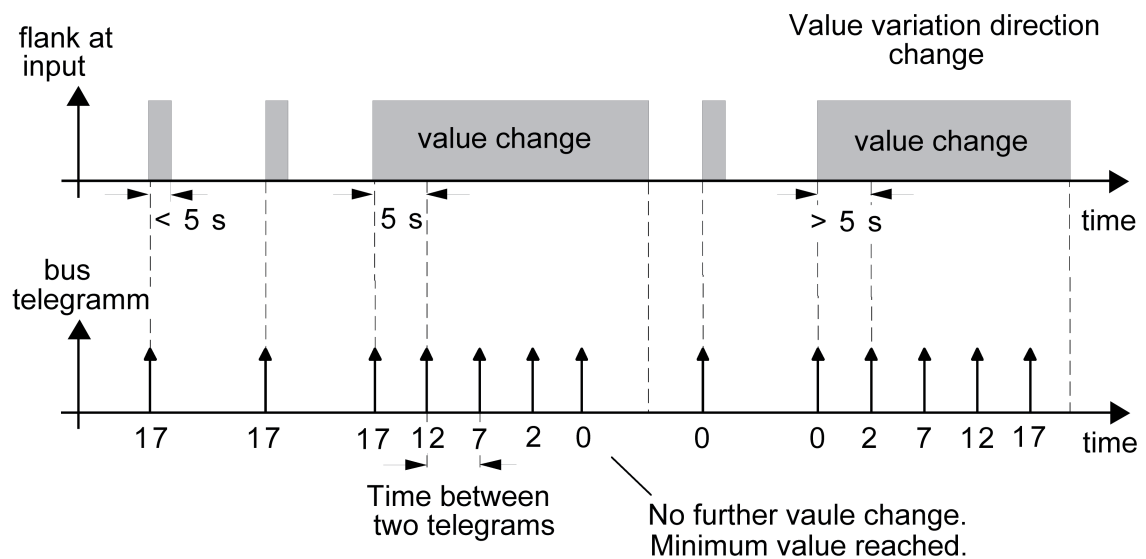 Value variation direction
change
flank at
input
value change
value change
< 5 s
5 s
> 5 s
time
bus
telegramm
17 17 17 12 7 2 0 0 0 2 7 12 17
time
Time between
two telegrams
No further vaule change.
Minimum value reached.